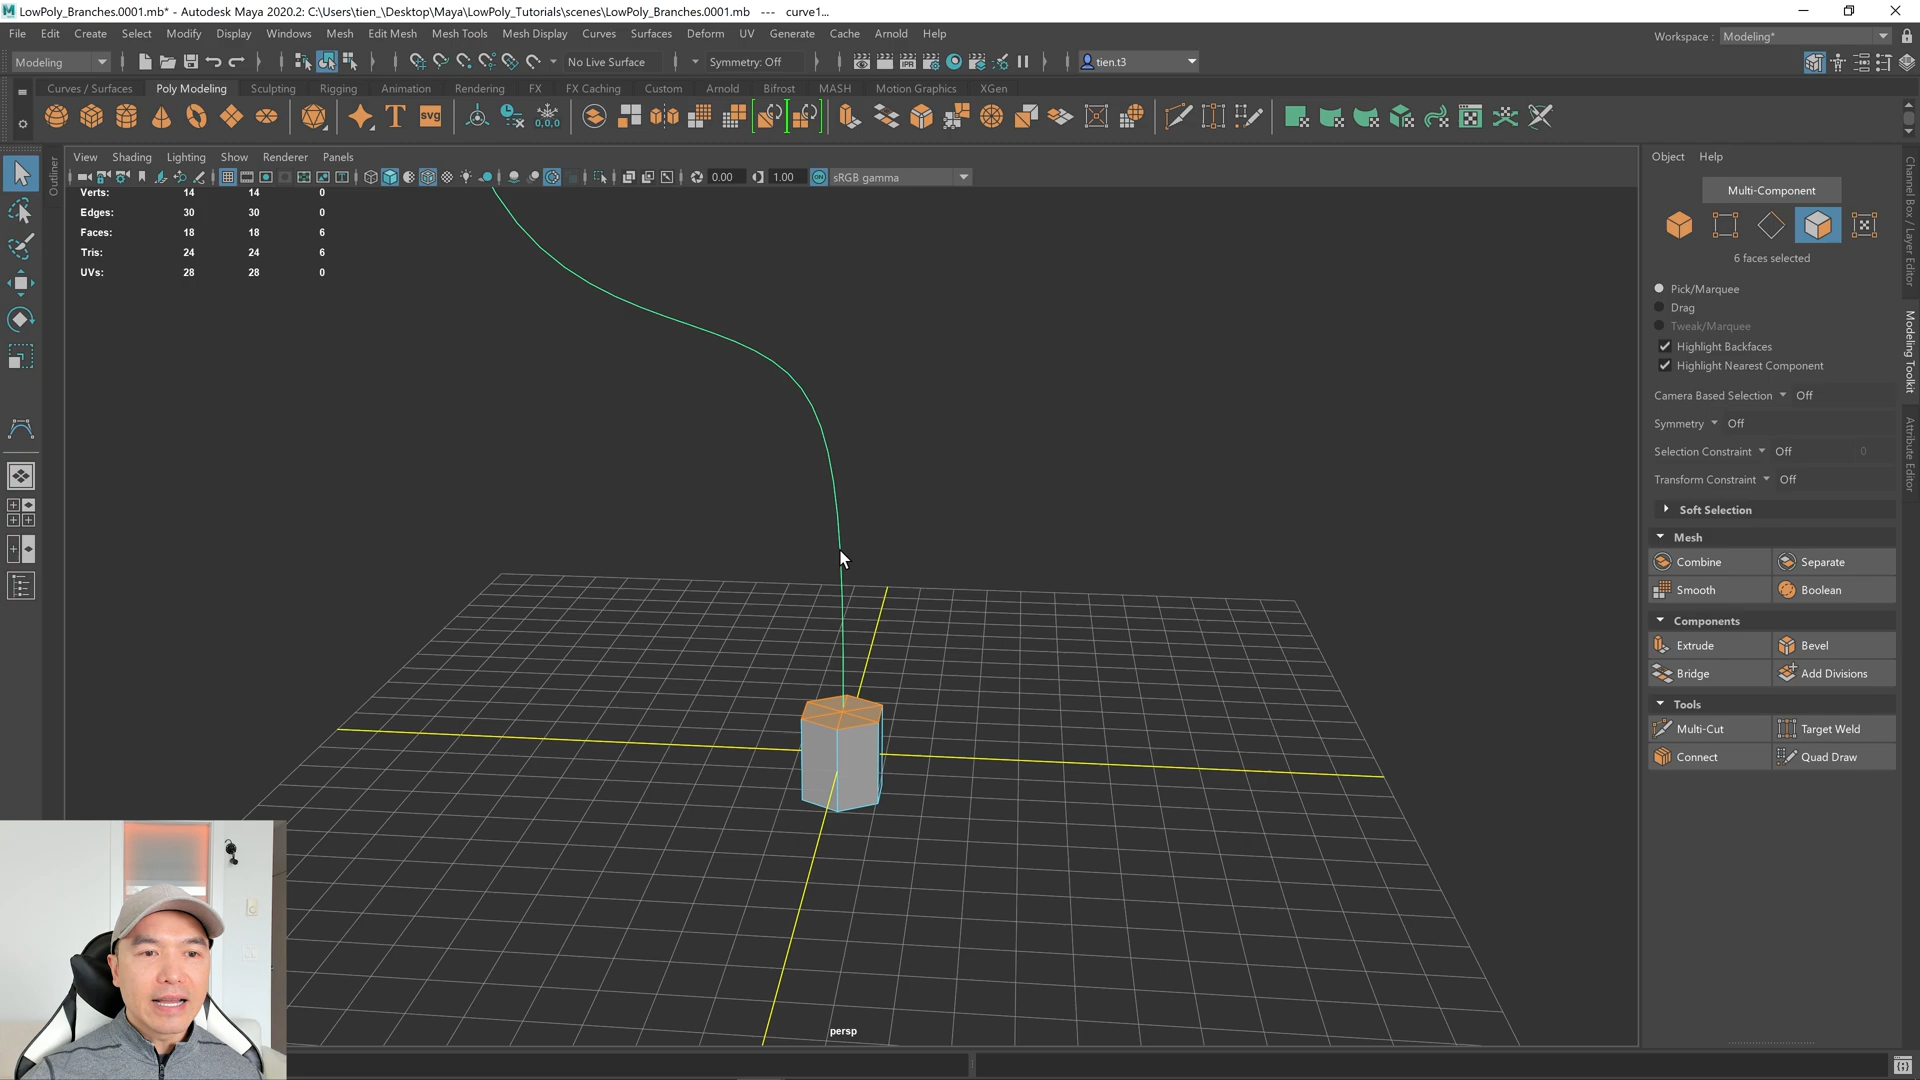 LowPoly_Branches.0001.mb* - Autodesk Maya 2020.2: C:\Users\tien_\Desktop\Maya\LowPoly_Tutorials\scenes\LowPoly_Branches.0001.mb --- curve1...
File Edit Create Select Modify Display Windows Mesh Edit Mesh Mesh Tools Mesh Display Curves Surfaces Deform UV Generate Cache Arnold Help
Workspace : Modeling*
Modeling No Live Surface Symmetry: Off tien.t3
Curves / Surfaces Poly Modeling Sculpting Rigging Animation Rendering FX FX Caching Custom Arnold Bifrost MASH Motion Graphics XGen
T svg 0,0,0
View Shading Lighting Show Renderer Panels
0.00 1.00 ON sRGB gamma
Outliner
Verts: 14 14 0
Edges: 30 30 0
Faces: 18 18 6
Tris: 24 24 6
UVs: 28 28 0
persp
Object Help
Multi-Component
6 faces selected
Pick/Marquee
Drag
Tweak/Marquee
Highlight Backfaces
Highlight Nearest Component
Camera Based Selection Off
Symmetry Off
Selection Constraint Off 0
Transform Constraint Off
Soft Selection
Mesh
Combine Separate
Smooth Boolean
Components
Extrude Bevel
Bridge Add Divisions
Tools
Multi-Cut Target Weld
Connect Quad Draw
Channel Box / Layer Editor
Modeling Toolkit
Attribute Editor